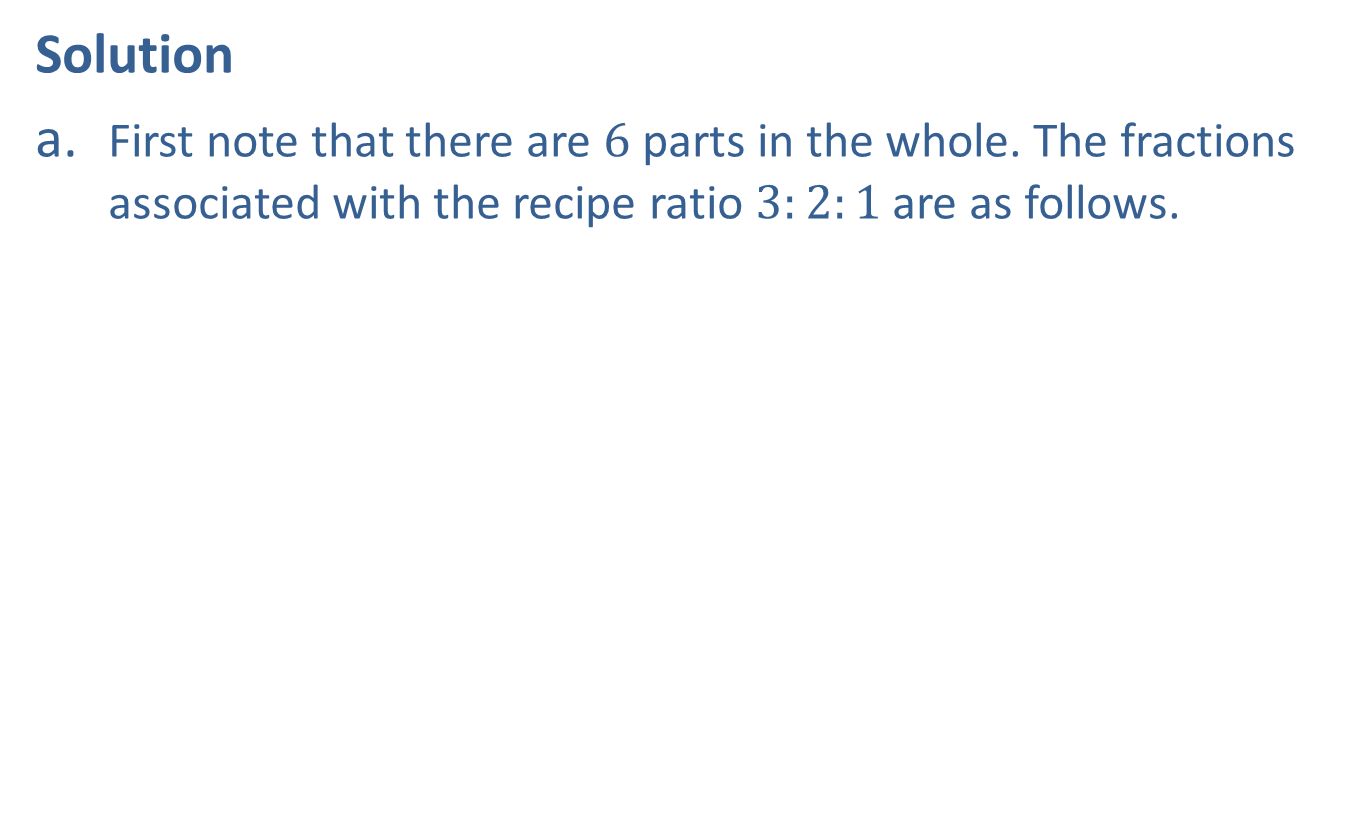 Solution
a. First note that there are 6 parts in the whole. The fractions
associated with the recipe ratio 3: 2: 1 are as follows.